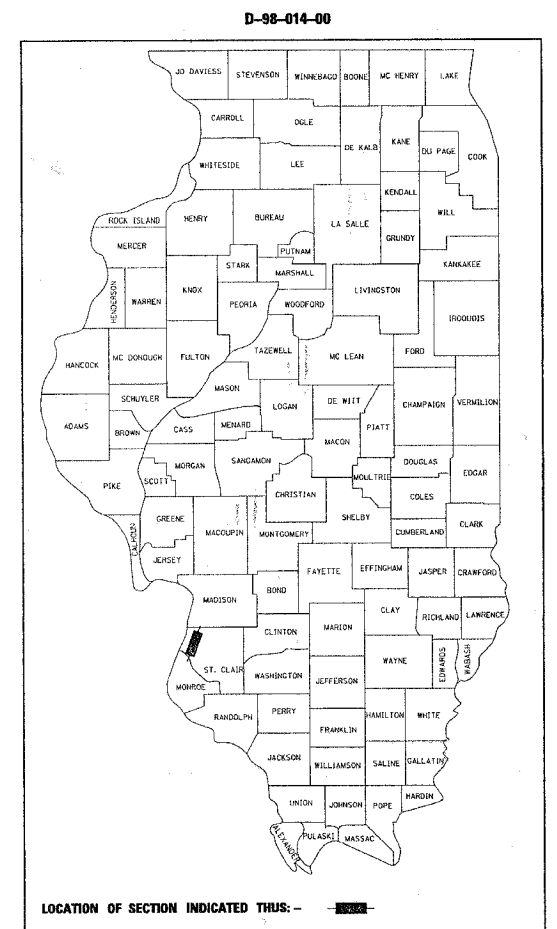 D-98-014-00
JO DAVIESS STEVENSON WINNEBAGO BOONE MC HENRY LAKE
CARROLL OGLE DE KALB KANE DU PAGE COOK
WHITESIDE LEE
KENDALL WILL
ROCK ISLAND HENRY BUREAU LA SALLE GRUNDY
MERCER PUTNAM
STARK MARSHALL KANKAKEE
HENDERSON WARREN KNOX PEORIA WOODFORD LIVINGSTON IROQUOIS
HANCOCK MC DONOUGH FULTON TAZEWELL MC LEAN FORD
MASON
SCHUYLER LOGAN DE WITT CHAMPAIGN VERMILION
ADAMS BROWN CASS MENARD MACON PIATT
PIKE SCOTT MORGAN SANGAMON MOULTRIE DOUGLAS EDGAR
CHRISTIAN COLES
CALHOUN GREENE MACOUPIN MONTGOMERY SHELBY CUMBERLAND CLARK
JERSEY FAYETTE EFFINGHAM JASPER CRAWFORD
MADISON BOND CLAY
CLINTON MARION RICHLAND LAWRENCE
ST. CLAIR WASHINGTON JEFFERSON WAYNE EDWARDS WABASH
MONROE
RANDOLPH PERRY HAMILTON WHITE
FRANKLIN
JACKSON WILLIAMSON SALINE GALLATIN
UNION JOHNSON POPE HARDIN
ALEXANDER PULASKI MASSAC
LOCATION OF SECTION INDICATED THUS: -